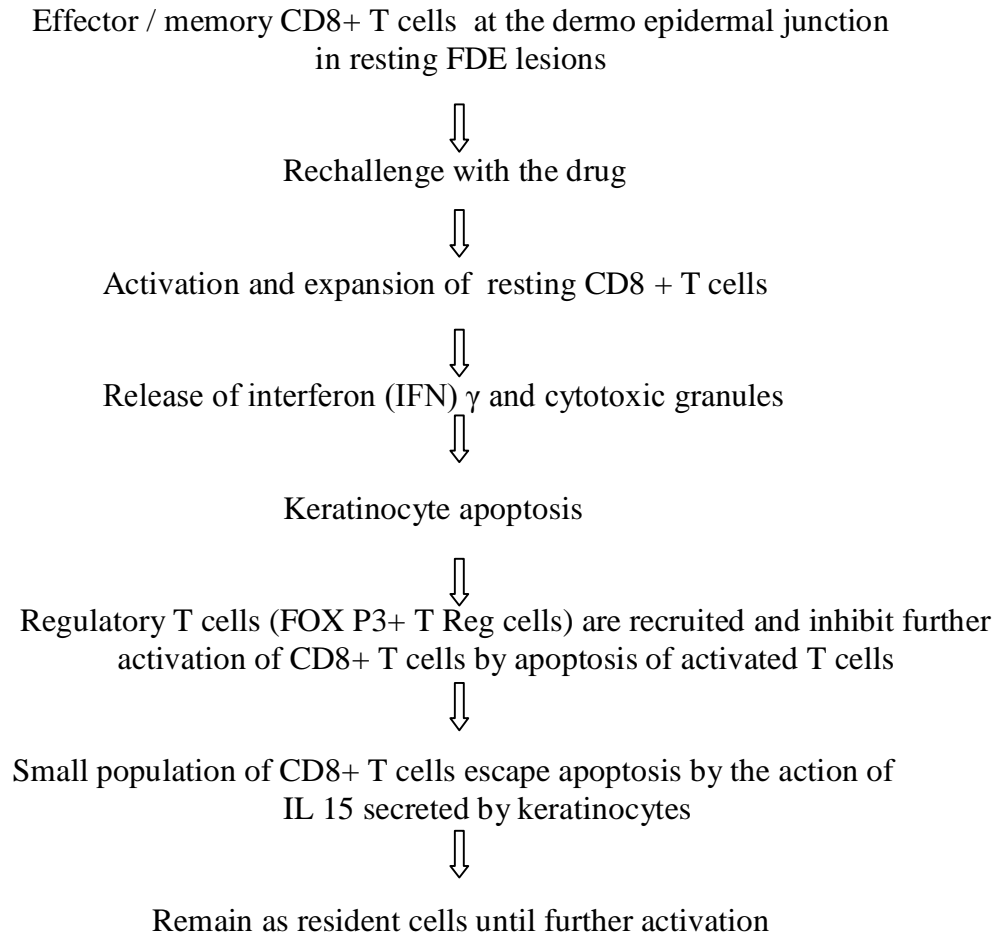 Effector / memory CD8+ T cells at the dermo epidermal junction
in resting FDE lesions
Rechallenge with the drug
Activation and expansion of resting CD8 + T cells
Release of interferon (IFN) γ and cytotoxic granules
Keratinocyte apoptosis
Regulatory T cells (FOX P3+ T Reg cells) are recruited and inhibit further
activation of CD8+ T cells by apoptosis of activated T cells
Small population of CD8+ T cells escape apoptosis by the action of
IL 15 secreted by keratinocytes
Remain as resident cells until further activation